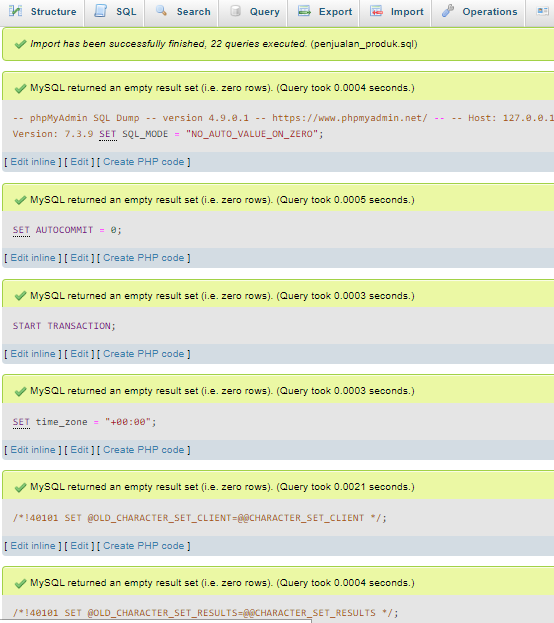 Structure SQL Search Query Export Import Operations
Import has been successfully finished, 22 queries executed. (penjualan_produk.sql)
MySQL returned an empty result set (i.e. zero rows). (Query took 0.0004 seconds.)
-- phpMyAdmin SQL Dump -- version 4.9.0.1 -- https://www.phpmyadmin.net/ -- -- Host: 127.0.0.1
Version: 7.3.9 SET SQL_MODE = "NO_AUTO_VALUE_ON_ZERO";
[ Edit inline ] [ Edit ] [ Create PHP code ]
MySQL returned an empty result set (i.e. zero rows). (Query took 0.0005 seconds.)
SET AUTOCOMMIT = 0;
[ Edit inline ] [ Edit ] [ Create PHP code ]
MySQL returned an empty result set (i.e. zero rows). (Query took 0.0003 seconds.)
START TRANSACTION;
[ Edit inline ] [ Edit ] [ Create PHP code ]
MySQL returned an empty result set (i.e. zero rows). (Query took 0.0003 seconds.)
SET time_zone = "+00:00";
[ Edit inline ] [ Edit ] [ Create PHP code ]
MySQL returned an empty result set (i.e. zero rows). (Query took 0.0021 seconds.)
/*!40101 SET @OLD_CHARACTER_SET_CLIENT=@@CHARACTER_SET_CLIENT */;
[ Edit inline ] [ Edit ] [ Create PHP code ]
MySQL returned an empty result set (i.e. zero rows). (Query took 0.0004 seconds.)
/*!40101 SET @OLD_CHARACTER_SET_RESULTS=@@CHARACTER_SET_RESULTS */;